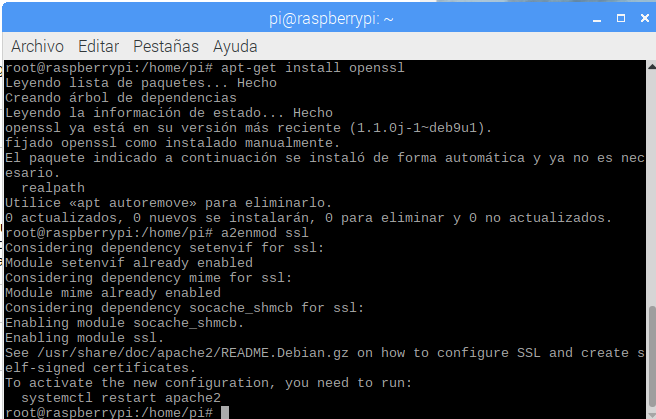 pi@raspberrypi: ~
Archivo Editar Pestañas Ayuda
root@raspberrypi:/home/pi# apt-get install openssl
Leyendo lista de paquetes... Hecho
Creando árbol de dependencias
Leyendo la información de estado... Hecho
openssl ya está en su versión más reciente (1.1.0j-1~deb9u1).
fijado openssl como instalado manualmente.
El paquete indicado a continuación se instaló de forma automática y ya no es nec
esario.
realpath
Utilice «apt autoremove» para eliminarlo.
0 actualizados, 0 nuevos se instalarán, 0 para eliminar y 0 no actualizados.
root@raspberrypi:/home/pi# a2enmod ssl
Considering dependency setenvif for ssl:
Module setenvif already enabled
Considering dependency mime for ssl:
Module mime already enabled
Considering dependency socache_shmcb for ssl:
Enabling module socache_shmcb.
Enabling module ssl.
See /usr/share/doc/apache2/README.Debian.gz on how to configure SSL and create s
elf-signed certificates.
To activate the new configuration, you need to run:
systemctl restart apache2
root@raspberrypi:/home/pi#